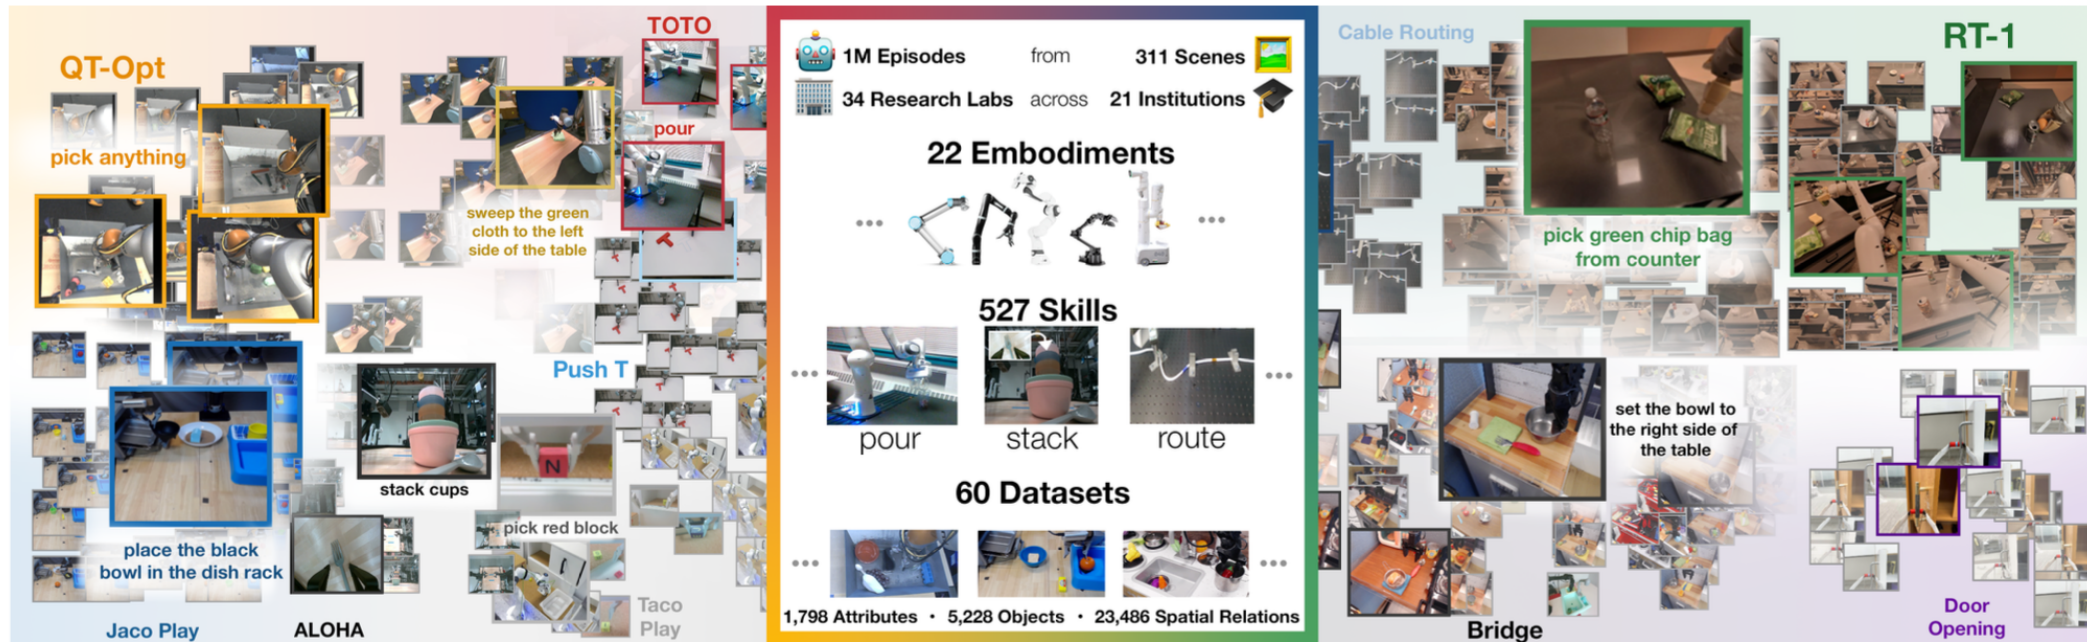 QT-Opt
pick anything
TOTO
pour
sweep the green
cloth to the left
side of the table
Push T
place the black
bowl in the dish rack
Jaco Play
stack cups
ALOHA
N
pick red block
Taco
Play
1M Episodes from 311 Scenes
34 Research Labs across 21 Institutions
22 Embodiments
527 Skills
pour stack route
60 Datasets
1,798 Attributes • 5,228 Objects • 23,486 Spatial Relations
Cable Routing
RT-1
pick green chip bag
from counter
set the bowl to
the right side of
the table
Bridge
Door
Opening